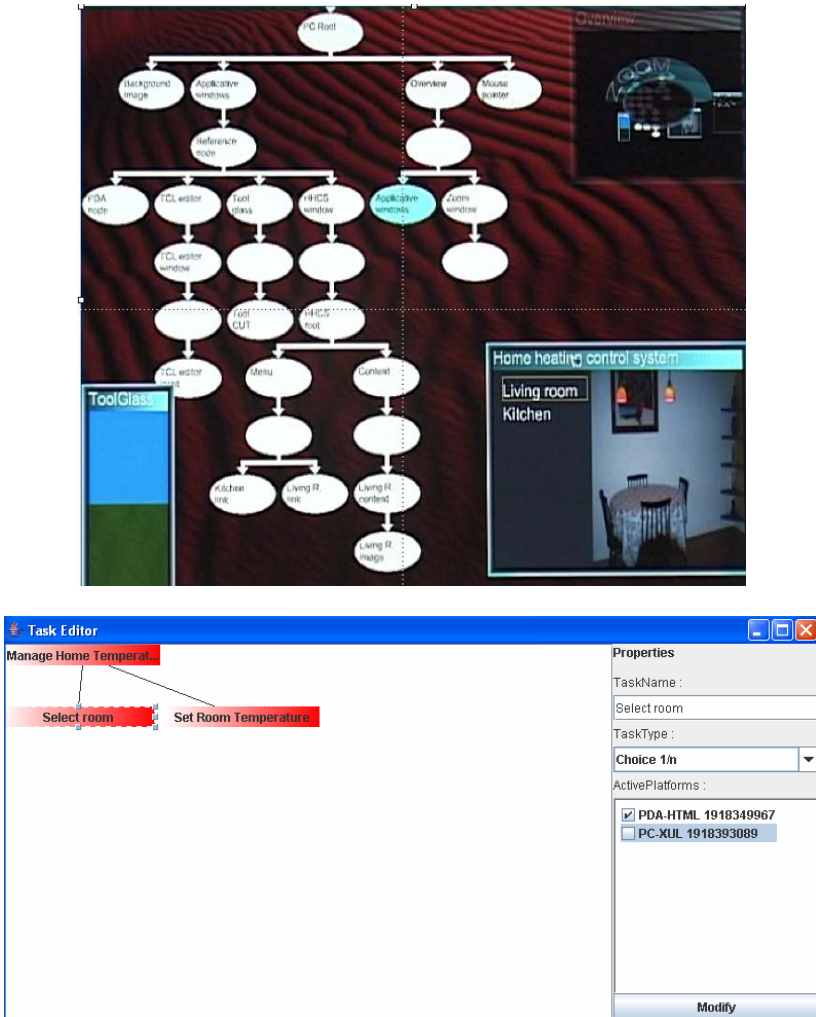 Overview
PC Root
Background
image
Applicative
windows
Overview
Mouse
pointer
Reference
node
PDA
node
TCL editor
Tool
glass
HHCS
window
Applicative
windows
Zoom
window
TCL editor
window
Tool
CUT
HHCS
root
TCL editor
Menu
Content
Kitchen
link
Living R.
link
Living R.
content
Living R.
image
ToolGlass
Home heating control system
Living room
Kitchen
Task Editor
Manage Home Temperat...
Select room
Set Room Temperature
Properties
TaskName :
Select room
TaskType :
Choice 1/n
ActivePlatforms :
PDA-HTML 1918349967
PC-XUL 1918393089
Modify